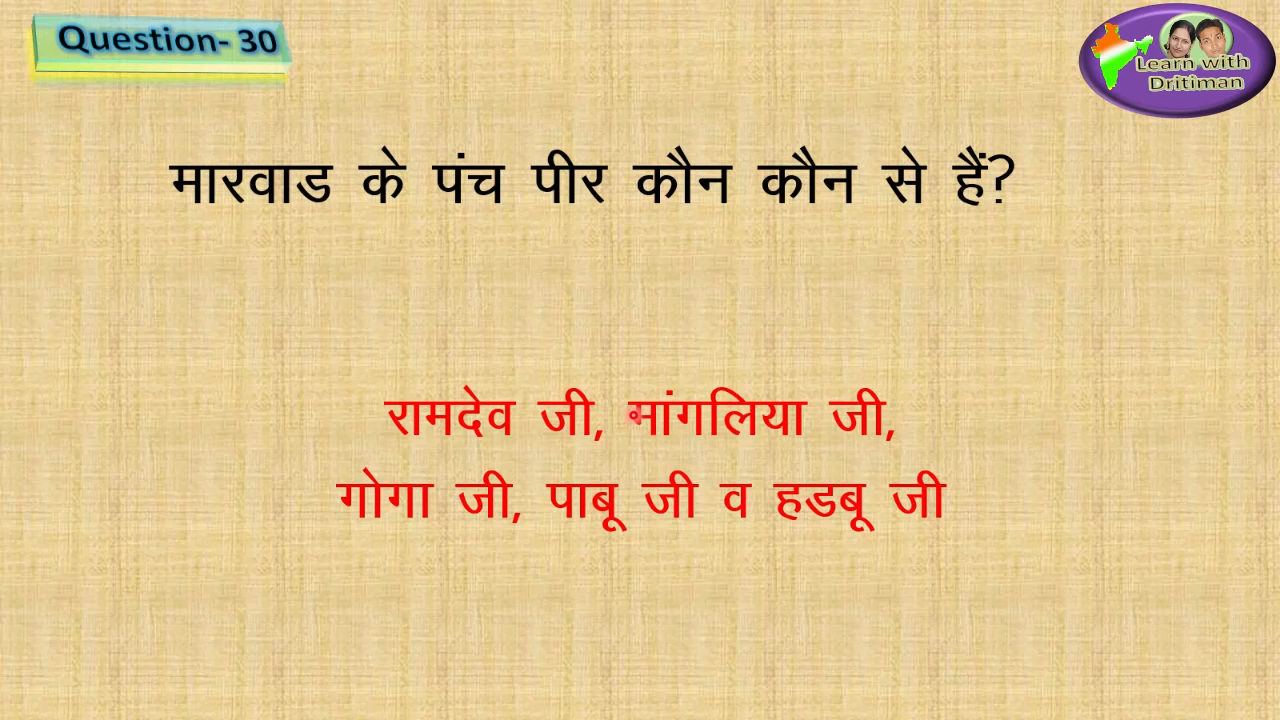 Question- 30
Learn with
Dritiman
मारवाड के पंच पीर कौन कौन से हैं?
रामदेव जी, मांगलिया जी,
गोगा जी, पाबू जी व हडबू जी